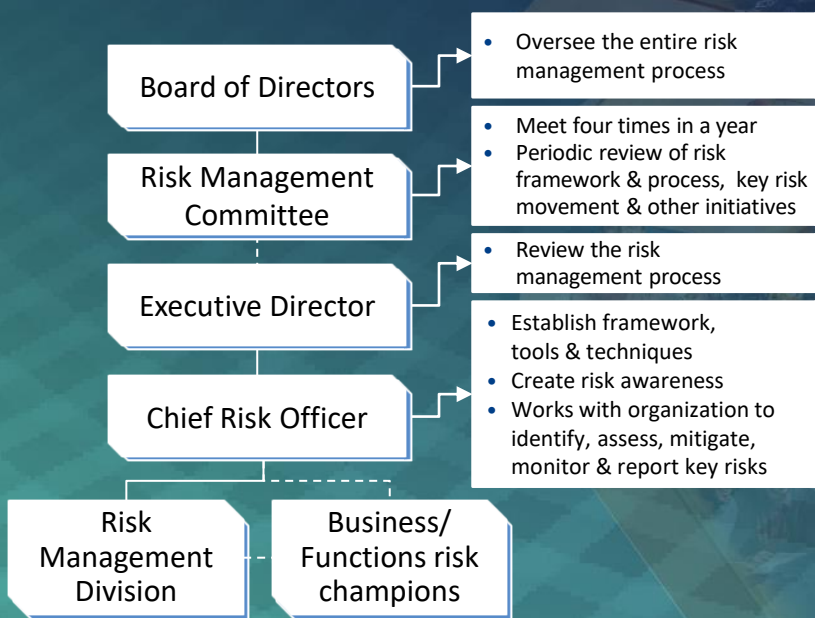 Board of Directors
• Oversee the entire risk
management process
Risk Management
Committee
• Meet four times in a year
• Periodic review of risk
framework & process, key risk
movement & other initiatives
Executive Director
• Review the risk
management process
Chief Risk Officer
• Establish framework,
tools & techniques
• Create risk awareness
• Works with organization to
identify, assess, mitigate,
monitor & report key risks
Risk
Management
Division
Business/
Functions risk
champions